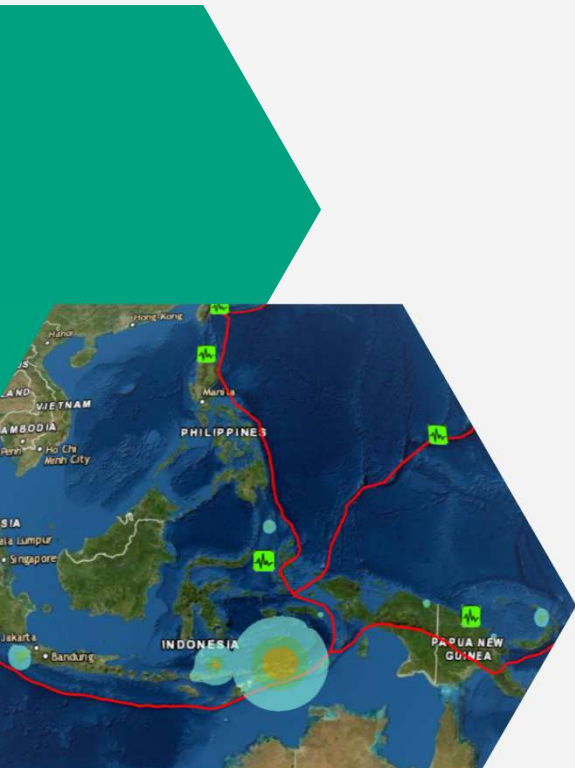 Hong Kong
Hanoi
LAND
VIETNAM
Manila
AMBODIA
PHILIPPINES
Ho Chi
Minh City
SIA
ala Lumpur
Singapore
Jakarta
INDONESIA
Bandung
PAPUA NEW
GUINEA